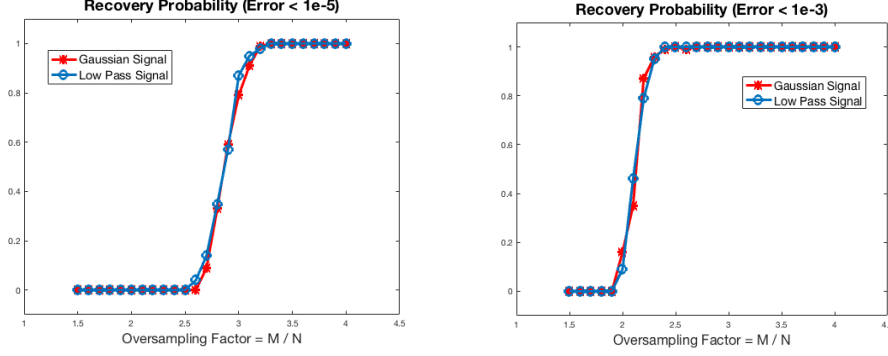 Recovery Probability (Error < 1e-5)
1
0.8
0.6
0.4
0.2
0
Gaussian Signal
Low Pass Signal
1 1.5 2 2.5 3 3.5 4 4.5
Oversampling Factor = M / N
Recovery Probability (Error < 1e-3)
1
0.8
0.6
0.4
0.2
0
Gaussian Signal
Low Pass Signal
1 1.5 2 2.5 3 3.5 4 4.
Oversampling Factor = M / N